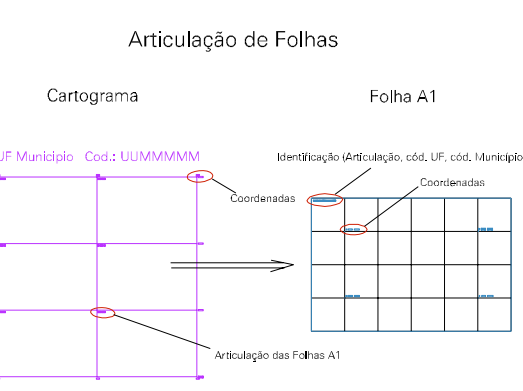 Articulação de Folhas
Cartograma
Folha A1
UF Municipio Cod.: UUMMMMM
Identificação (Articulação, cód. UF, cód. Município
Coordenadas
Coordenadas
Articulação das Folhas A1